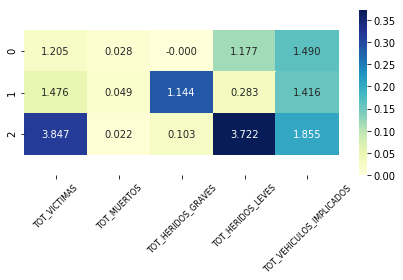 0.35
0.30
0.25
0.20
0.15
0.10
0.05
0.00
0 1.205 0.028 -0.000 1.177 1.490
1 1.476 0.049 1.144 0.283 1.416
2 3.847 0.022 0.103 3.722 1.855
TOT_VICTIMAS
TOT_MUERTOS
TOT_HERIDOS_GRAVES
TOT_HERIDOS_LEVES
TOT_VEHICULOS_IMPLICADOS